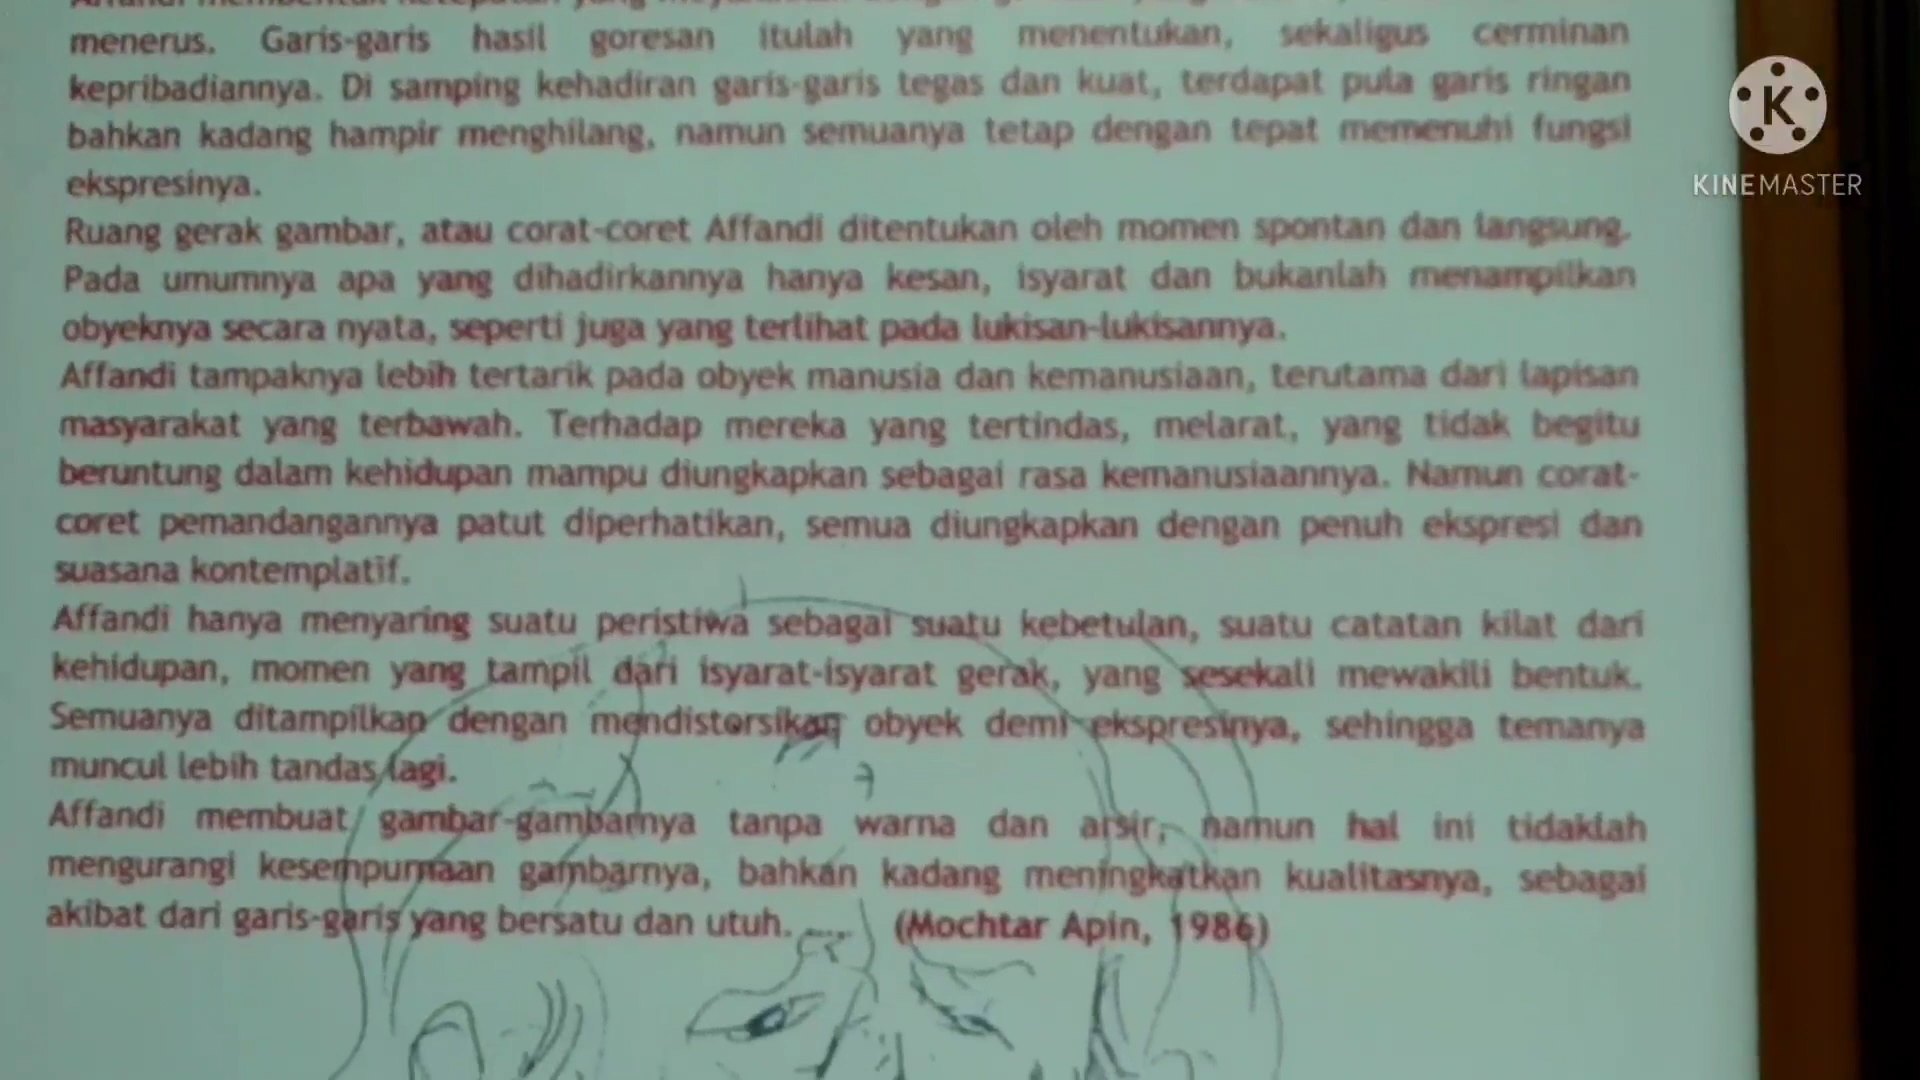 menerus. Garis-garis hasil goresan itulah yang menentukan, sekaligus cerminan
kepribadiannya. Di samping kehadiran garis-garis tegas dan kuat, terdapat pula garis ringan
bahkan kadang hampir menghilang, namun semuanya tetap dengan tepat memenuhi fungsi
ekspresinya.
Ruang gerak gambar, atau corat-coret Affandi ditentukan oleh momen spontan dan langsung.
Pada umumnya apa yang dihadirkannya hanya kesan, isyarat dan bukanlah menampilkan
obyeknya secara nyata, seperti juga yang terlihat pada lukisan-lukisannya.
Affandi tampaknya lebih tertarik pada obyek manusia dan kemanusiaan, terutama dari lapisan
masyarakat yang terbawah. Terhadap mereka yang tertindas, melarat, yang tidak begitu
beruntung dalam kehidupan mampu diungkapkan sebagai rasa kemanusiaannya. Namun corat-
coret pemandangannya patut diperhatikan, semua diungkapkan dengan penuh ekspresi dan
suasana kontemplatif.
Affandi hanya menyaring suatu peristiwa sebagai suatu kebetulan, suatu catatan kilat dari
kehidupan, momen yang tampil dari isyarat-isyarat gerak, yang sesekali mewakili bentuk.
Semuanya ditampilkan dengan mendistorsikan obyek demi ekspresinya, sehingga temanya
muncul lebih tandas lagi.
Affandi membuat gambar-gambarnya tanpa warna dan arsir, namun hal ini tidaklah
mengurangi kesempurnaan gambarnya, bahkan kadang meningkatkan kualitasnya, sebagai
akibat dari garis-garis yang bersatu dan utuh. (Mochtar Apin, 1986)
K
KINEMASTER